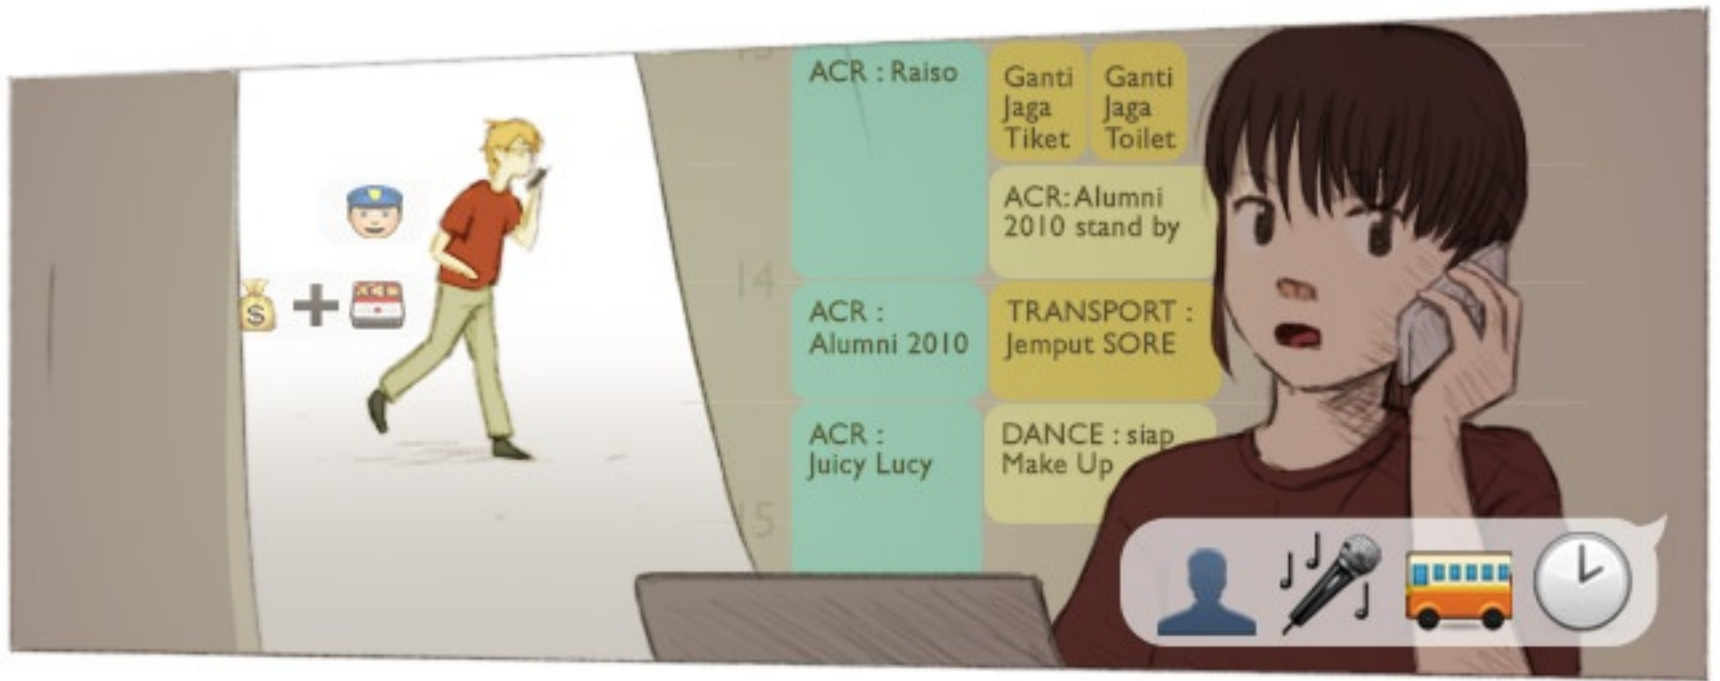 13
ACR : Raiso
Ganti
Jaga
Tiket
Ganti
Jaga
Toilet
ACR: Alumni
2010 stand by
14
ACR :
Alumni 2010
TRANSPORT :
Jemput SORE
ACR :
Juicy Lucy
DANCE : siap
Make Up
15
$